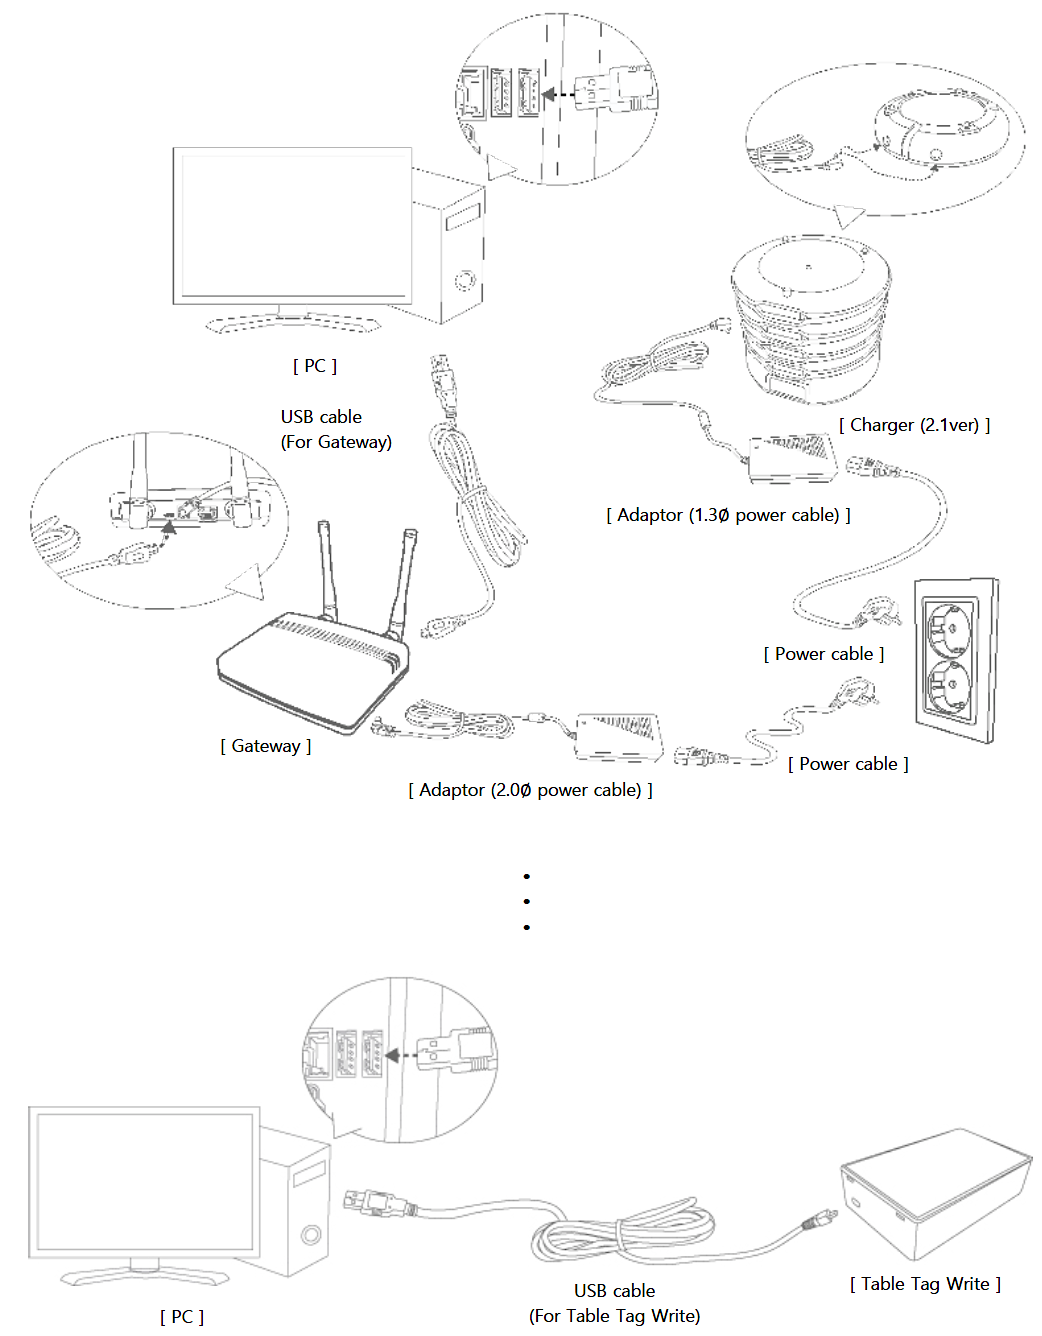 [ PC ]
USB cable
(For Gateway)
[ Charger (2.1ver) ]
[ Adaptor (1.3Ø power cable) ]
[ Power cable ]
[ Gateway ]
[ Power cable ]
[ Adaptor (2.0Ø power cable) ]
[ PC ]
USB cable
(For Table Tag Write)
[ Table Tag Write ]